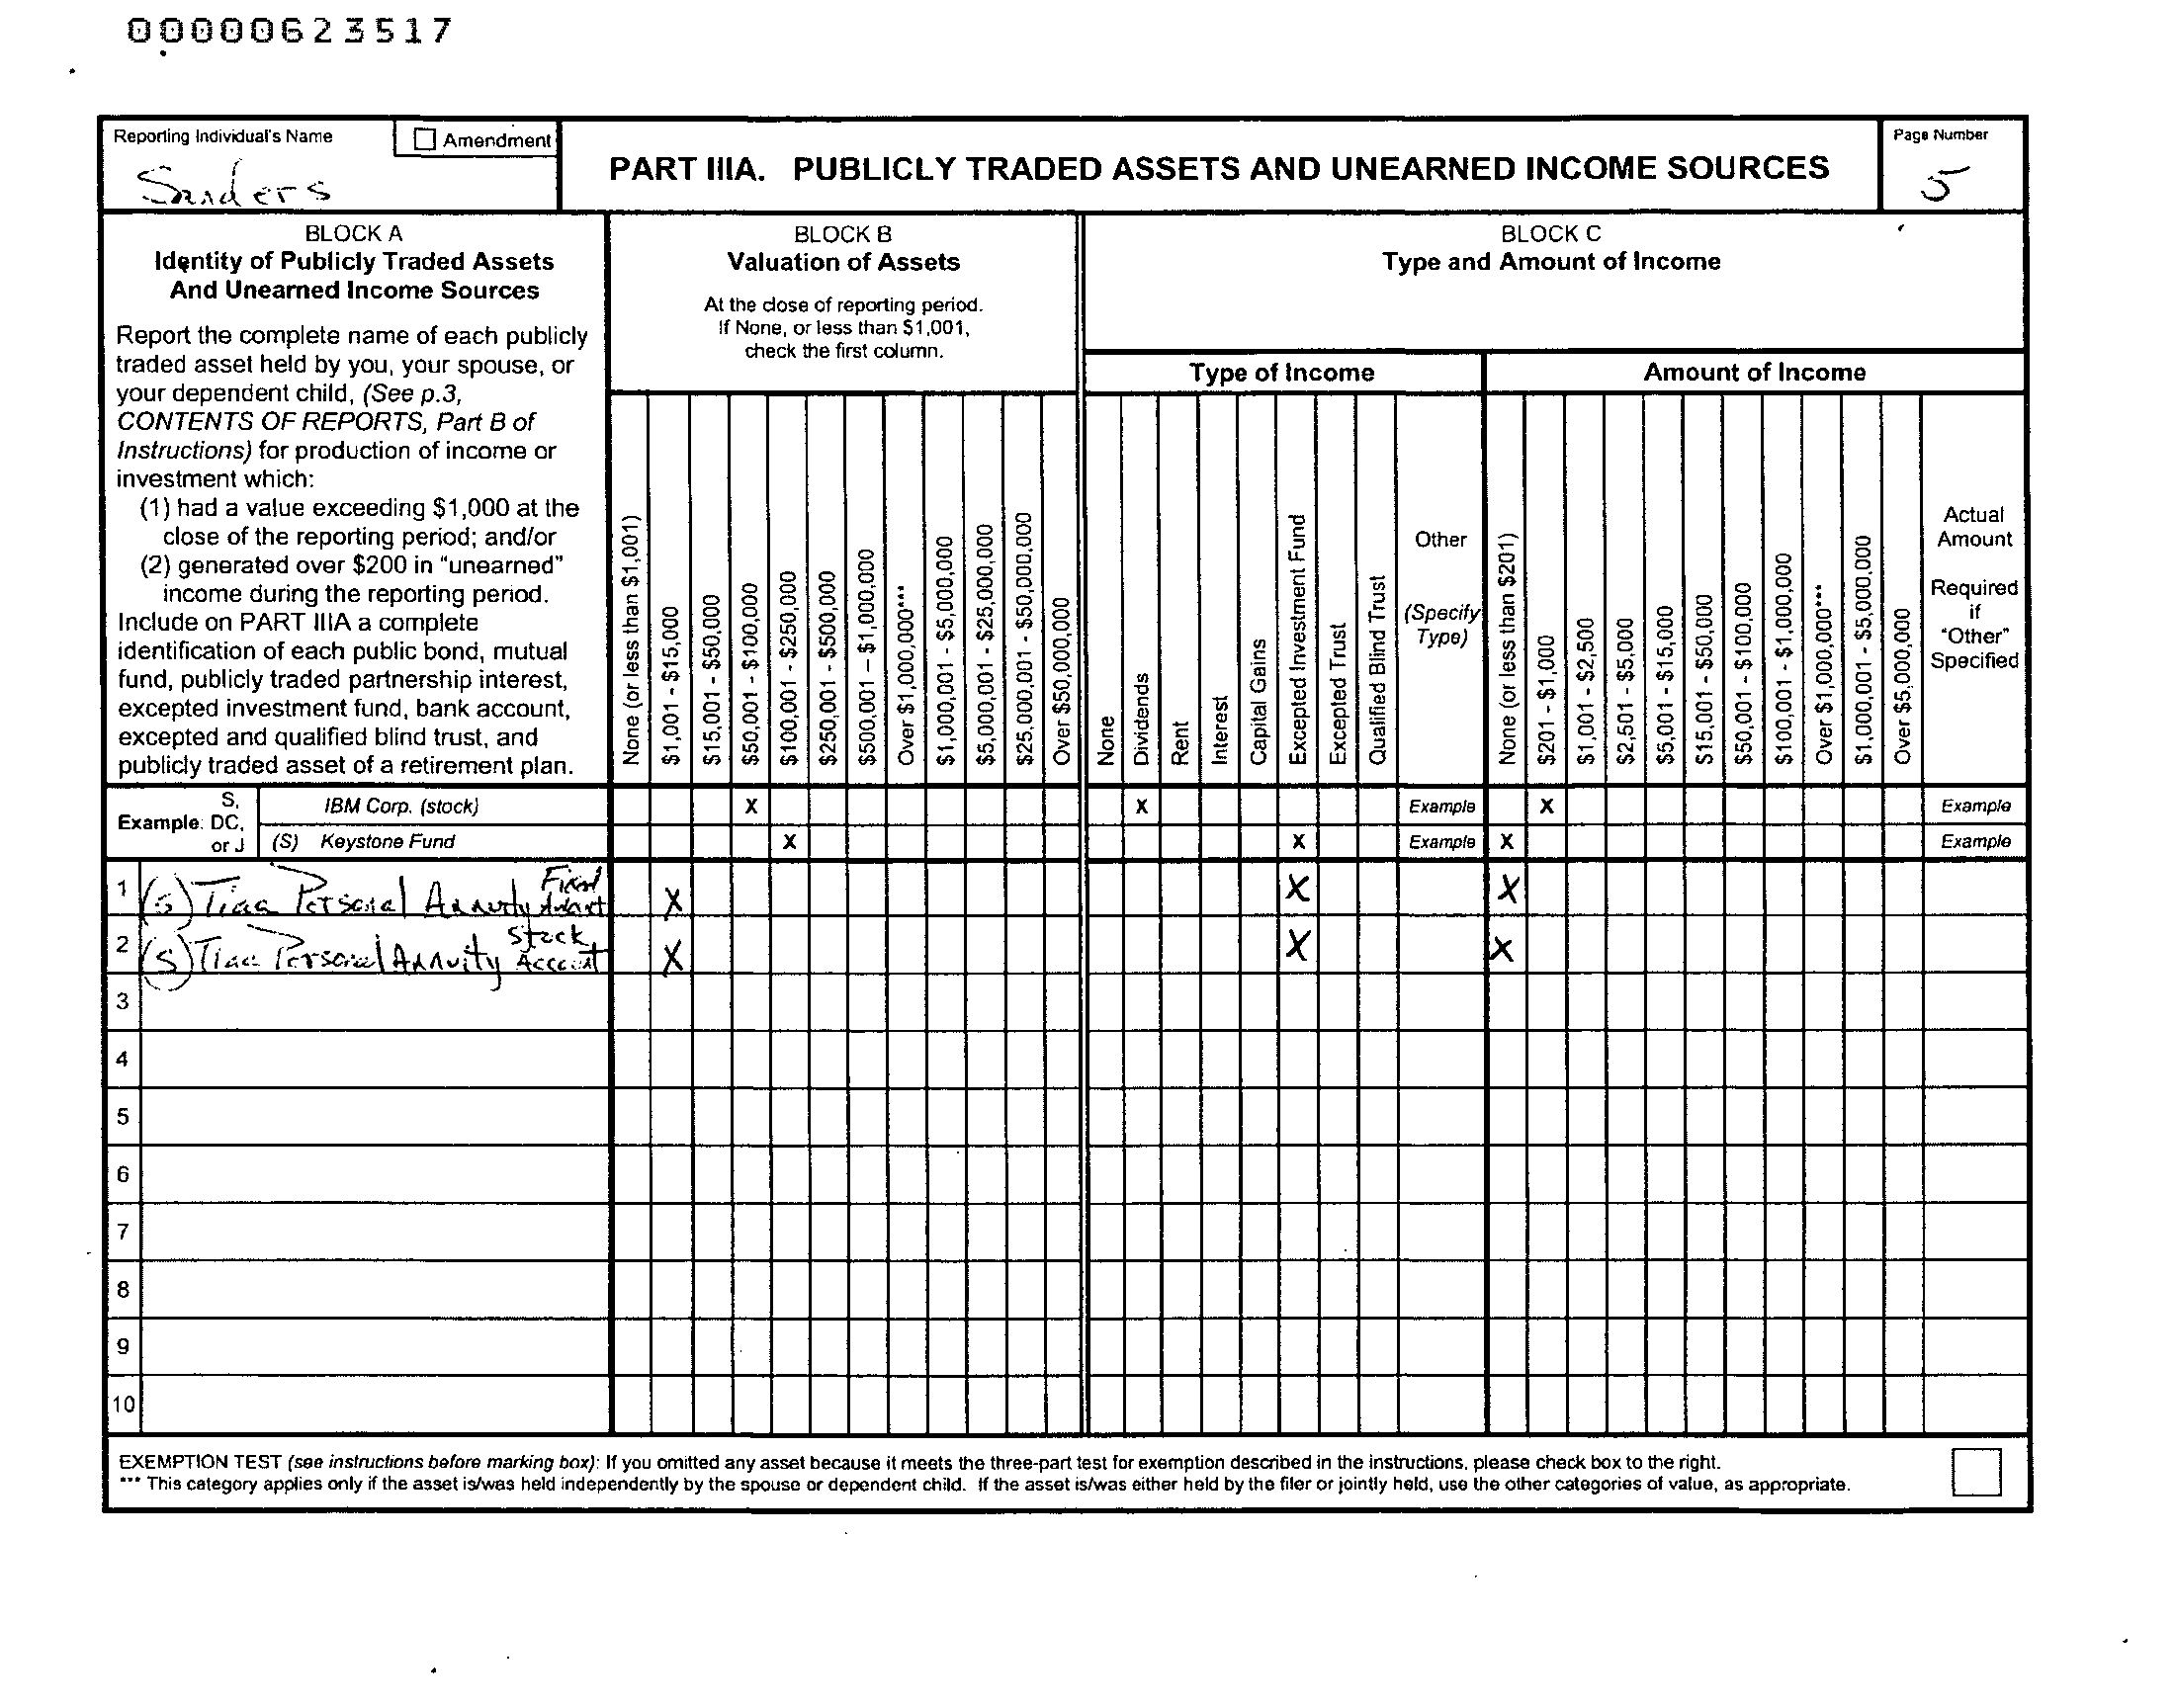 00000623517
Reporting Individual's Name
Amendment
Sanders
PART IIIA. PUBLICLY TRADED ASSETS AND UNEARNED INCOME SOURCES
Page Number
5
BLOCK A
Identity of Publicly Traded Assets
And Unearned Income Sources
Report the complete name of each publicly
traded asset held by you, your spouse, or
your dependent child, (See p.3,
CONTENTS OF REPORTS, Part B of
Instructions) for production of income or
investment which:
(1) had a value exceeding $1,000 at the
close of the reporting period; and/or
(2) generated over $200 in "unearned"
income during the reporting period.
Include on PART IIIA a complete
identification of each public bond, mutual
fund, publicly traded partnership interest,
excepted investment fund, bank account,
excepted and qualified blind trust, and
publicly traded asset of a retirement plan.
BLOCK B
Valuation of Assets
At the close of reporting period.
If None, or less than $1,001,
check the first column.
None (or less than $1,001)
$1,001 - $15,000
$15,001 - $50,000
$50,001 - $100,000
$100,001 - $250,000
$250,001 - $500,000
$500,001 – $1,000,000
Over $1,000,000***
$1,000,001 - $5,000,000
$5,000,001 - $25,000,000
$25,000,001 - $50,000,000
Over $50,000,000
BLOCK C
Type and Amount of Income
Type of Income
None
Dividends
Rent
Interest
Capital Gains
Excepted Investment Fund
Excepted Trust
Qualified Blind Trust
Other
(Specify
Type)
Amount of Income
None (or less than $201)
$201 - $1,000
$1,001 - $2,500
$2,501 - $5,000
$5,001 - $15,000
$15,001 - $50,000
$50,001 - $100,000
$100,001 - $1,000,000
Over $1,000,000***
$1,000,001 - $5,000,000
Over $5,000,000
Actual
Amount
Required
if
"Other"
Specified
Example: S, DC, or J
IBM Corp. (stock) X X Example X Example
(S) Keystone Fund X X Example X Example
1 (S) Tiaa Personal Annuity X X X
2 (S) Tiaa Personal Annuity Stock Account X X X
3
4
5
6
7
8
9
10
EXEMPTION TEST (see instructions before marking box): If you omitted any asset because it meets the three-part test for exemption described in the instructions, please check box to the right.
*** This category applies only if the asset is/was held independently by the spouse or dependent child. If the asset is/was either held by the filer or jointly held, use the other categories of value, as appropriate.